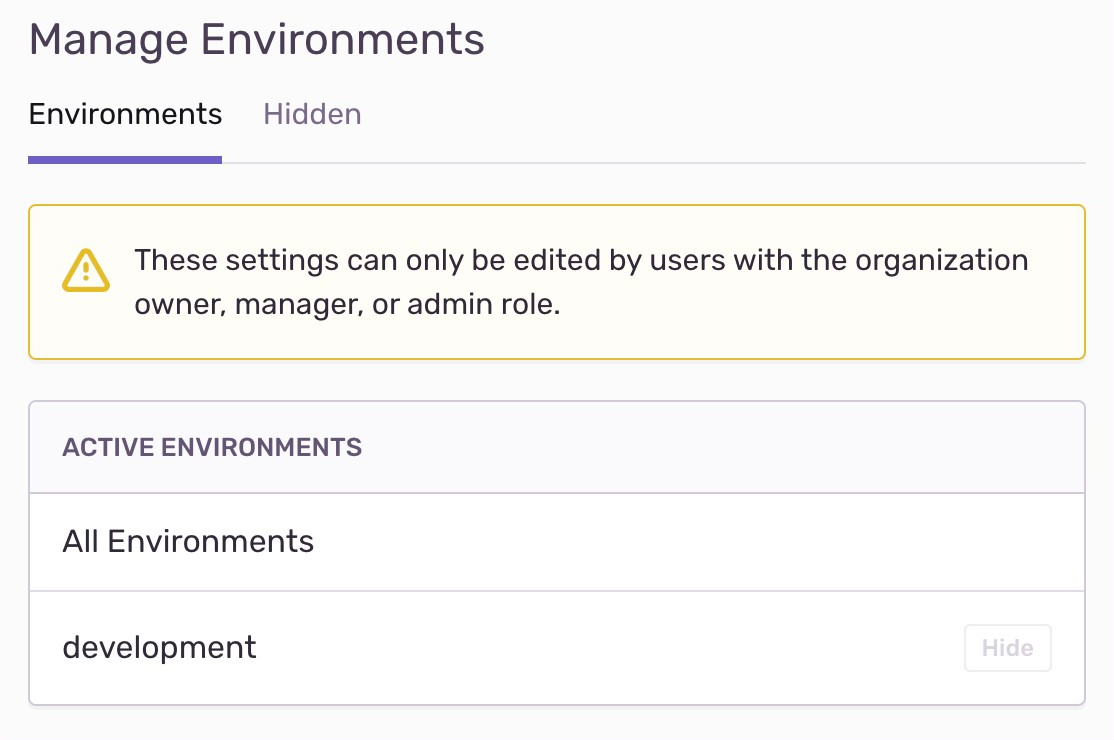 Manage Environments
Environments Hidden
These settings can only be edited by users with the organization
owner, manager, or admin role.
ACTIVE ENVIRONMENTS
All Environments
development Hide